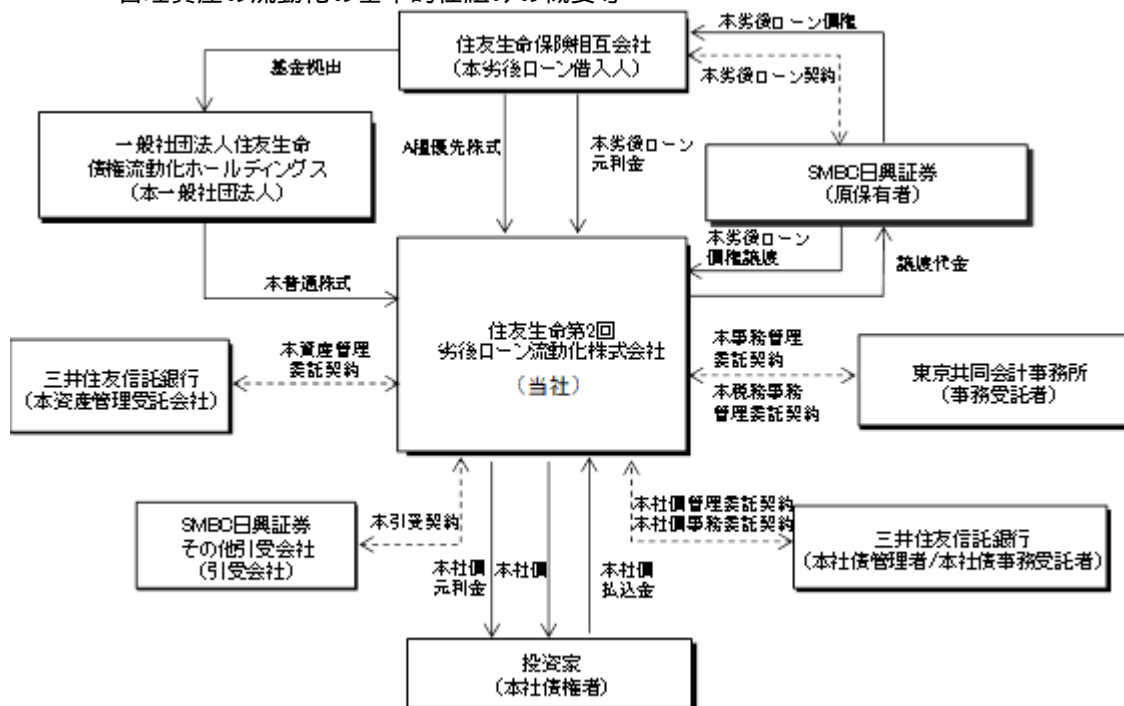 管理資産の流動化の基本的仕組みの概要等
住友生命保険相互会社
(本劣後ローン借入人)
本劣後ローン債権
本劣後ローン契約
基金拠出
一般社団法人住友生命
債権流動化ホールディングス
(本一般社団法人)
A種優先株式
本劣後ローン
元利金
SMBC日興証券
(原保有者)
本劣後ローン
債権譲渡
譲渡代金
本普通株式
住友生命第2回
劣後ローン流動化株式会社
(当社)
本資産管理
委託契約
三井住友信託銀行
(本資産管理受託会社)
本事務管理
委託契約
本税務事務
管理委託契約
東京共同会計事務所
(事務受託者)
SMBC日興証券
その他引受会社
(引受会社)
本引受契約
本社債
元利金
本社債
本社債
払込金
本社債管理委託契約
本社債事務委託契約
三井住友信託銀行
(本社債管理者/本社債事務受託者)
投資家
(本社債権者)